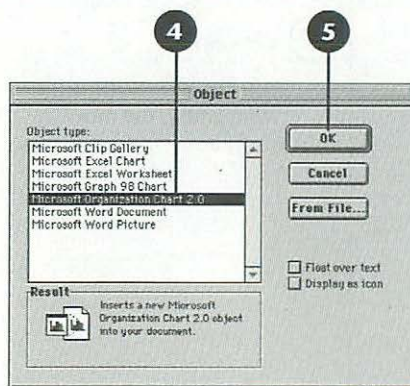 4 5
Object
Object type:
Microsoft Clip Gallery
Microsoft Excel Chart
Microsoft Excel Worksheet
Microsoft Graph 98 Chart
Microsoft Organization Chart 2.0
Microsoft Word Document
Microsoft Word Picture
OK
Cancel
From File...
Float over text
Display as icon
Result
Inserts a new Microsoft
Organization Chart 2.0 object
into your document.